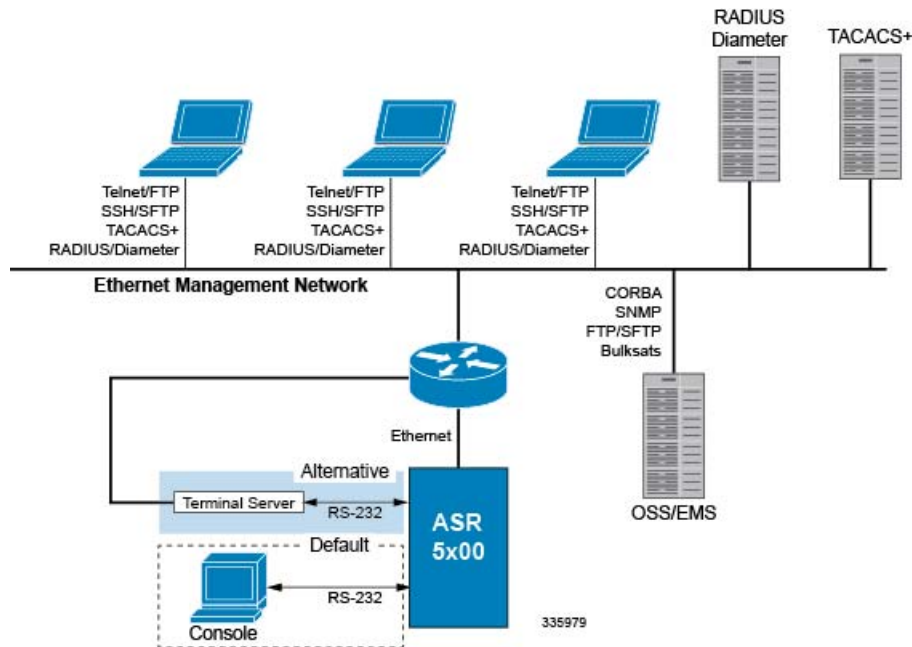 RADIUS
Diameter
TACACS+
Telnet/FTP
SSH/SFTP
TACACS+
RADIUS/Diameter
Telnet/FTP
SSH/SFTP
TACACS+
RADIUS/Diameter
Telnet/FTP
SSH/SFTP
TACACS+
RADIUS/Diameter
Ethernet Management Network
CORBA
SNMP
FTP/SFTP
Bulksats
Ethernet
Alternative
Terminal Server
RS-232
ASR
5x00
OSS/EMS
Default
RS-232
Console
335979